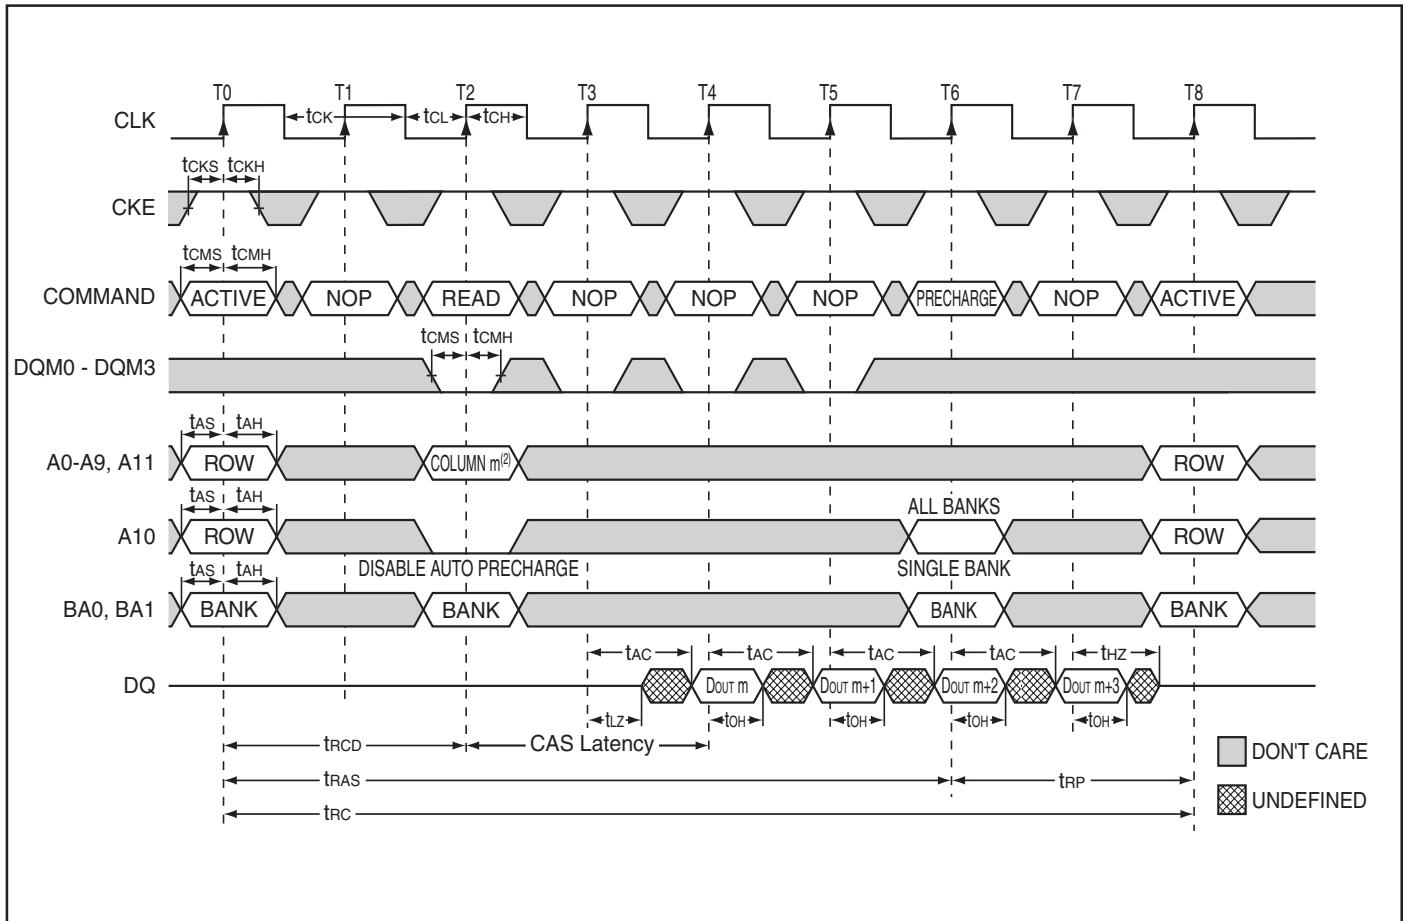 T0 T1 T2 T3 T4 T5 T6 T7 T8
CLK tCK tCL tCH
tCKS tCKH
CKE
tCMS tCMH
COMMAND ACTIVE NOP READ NOP NOP NOP PRECHARGE NOP ACTIVE
tCMS tCMH
DQM0 - DQM3
tAS tAH
A0-A9, A11 ROW COLUMN m(2) ROW
tAS tAH ALL BANKS
A10 ROW ROW
tAS tAH DISABLE AUTO PRECHARGE SINGLE BANK
BA0, BA1 BANK BANK BANK BANK
tAC tAC tAC tAC tHZ
DQ DOUT m DOUT m+1 DOUT m+2 DOUT m+3
tLZ tOH tOH tOH tOH
tRCD CAS Latency
DON'T CARE
tRAS tRP
UNDEFINED
tRC